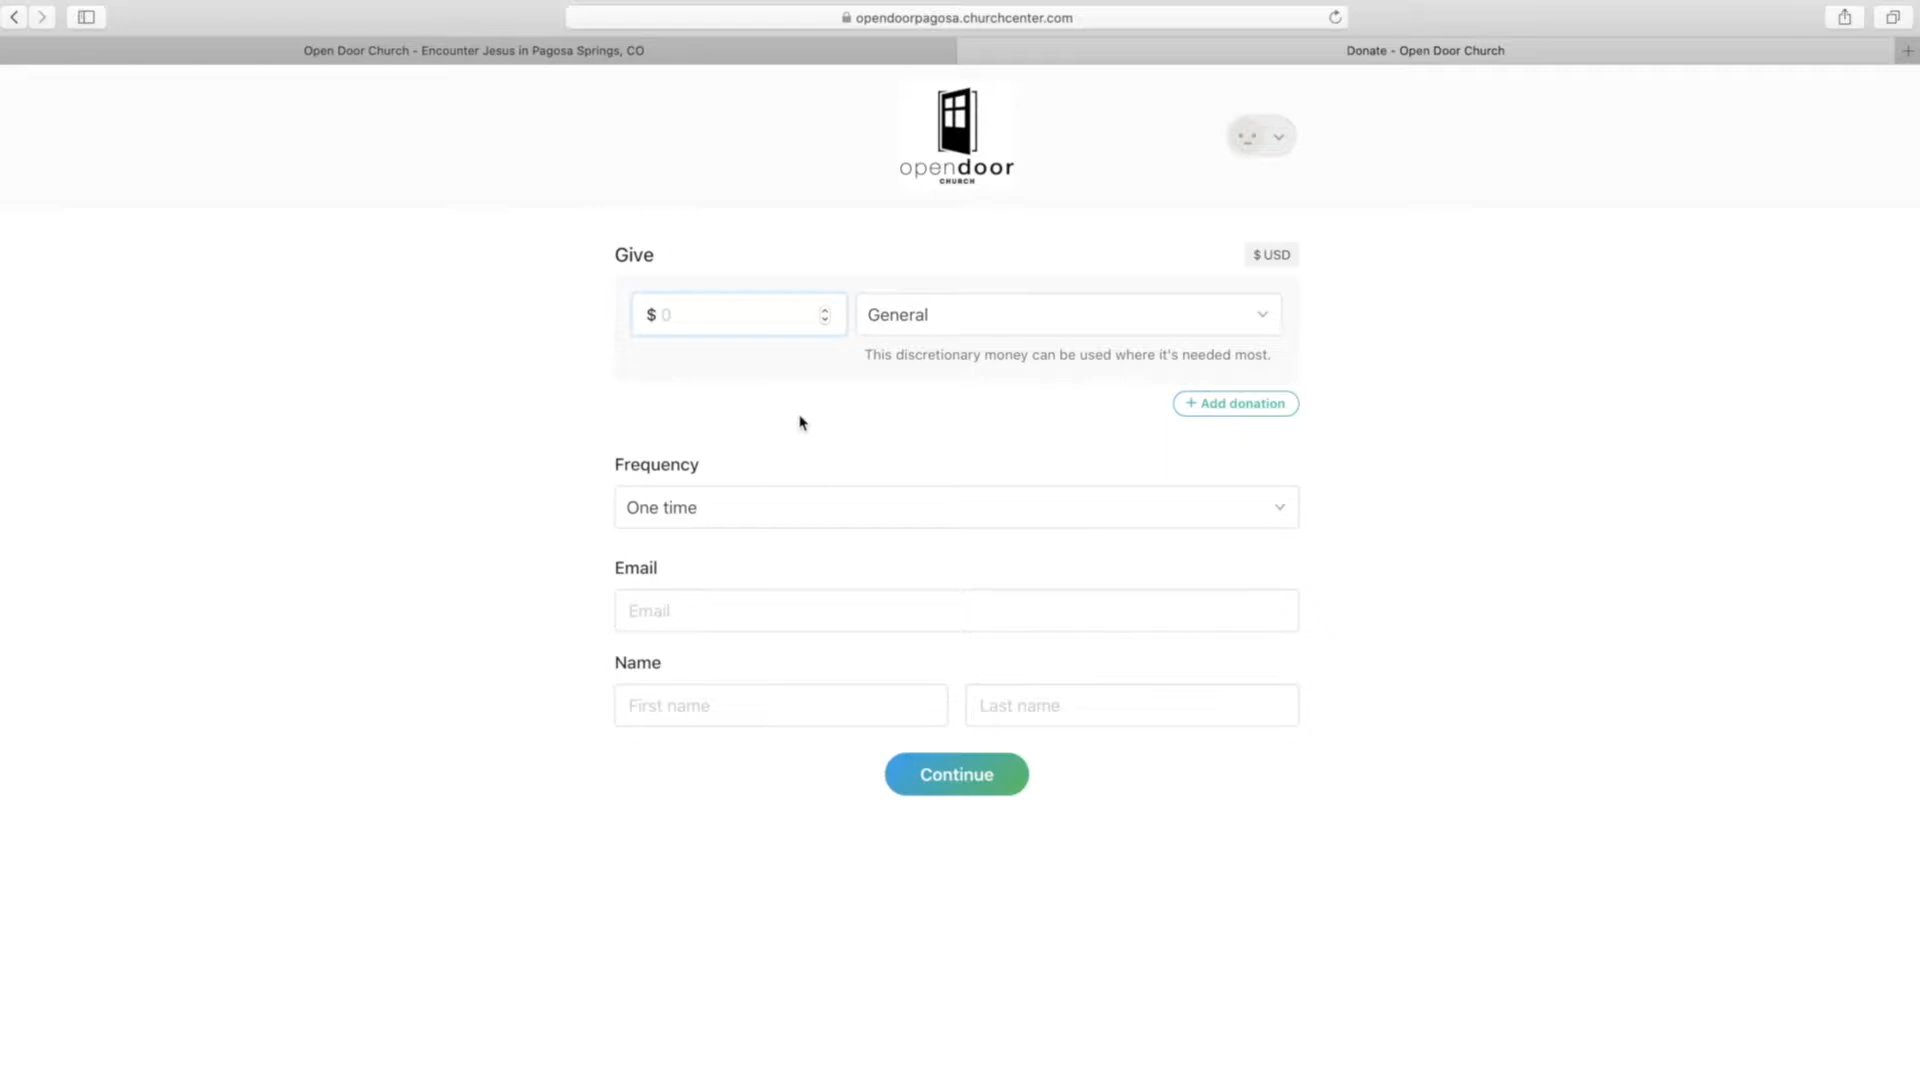 opendoorpagosa.churchcenter.com
Open Door Church - Encounter Jesus in Pagosa Springs, CO
Donate - Open Door Church
opendoor
CHURCH
Give
$ USD
$ 0
General
This discretionary money can be used where it's needed most.
+ Add donation
Frequency
One time
Email
Email
Name
First name
Last name
Continue